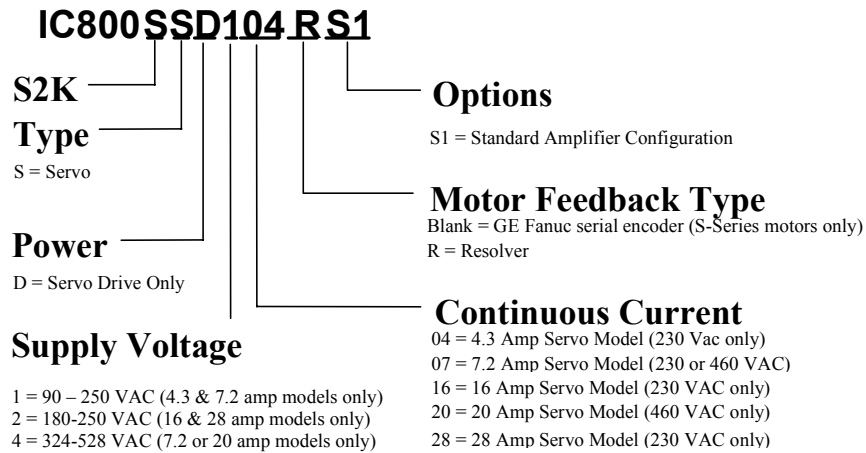 IC800SSD104RS1
S2K
Type
S = Servo
Power
D = Servo Drive Only
Supply Voltage
1 = 90 – 250 VAC (4.3 & 7.2 amp models only)
2 = 180-250 VAC (16 & 28 amp models only)
4 = 324-528 VAC (7.2 or 20 amp models only)
Options
S1 = Standard Amplifier Configuration
Motor Feedback Type
Blank = GE Fanuc serial encoder (S-Series motors only)
R = Resolver
Continuous Current
04 = 4.3 Amp Servo Model (230 Vac only)
07 = 7.2 Amp Servo Model (230 or 460 VAC)
16 = 16 Amp Servo Model (230 VAC only)
20 = 20 Amp Servo Model (460 VAC only)
28 = 28 Amp Servo Model (230 VAC only)